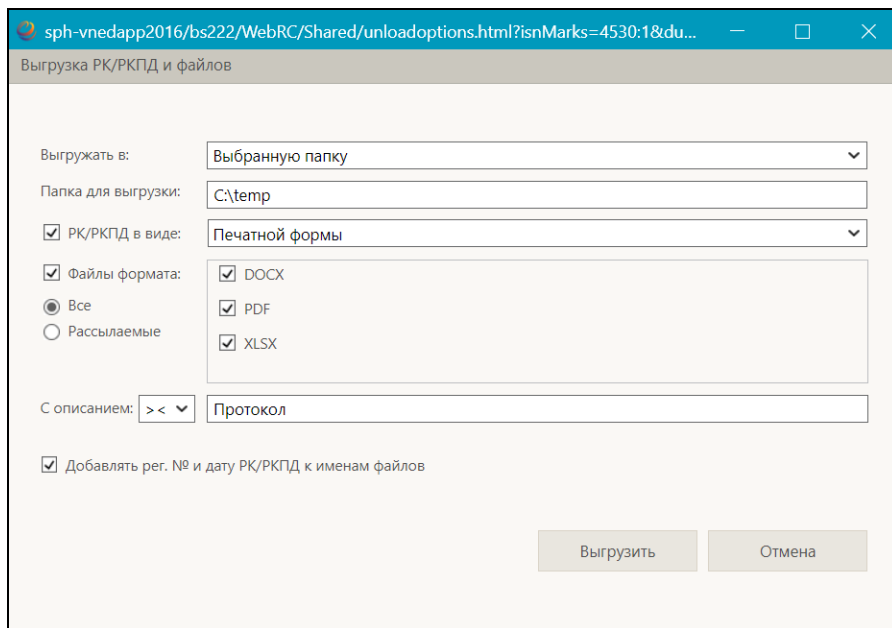 sph-vnedapp2016/bs222/WebRC/Shared/unloadoptions.html?isnMarks=4530:1&du...
Выгрузка РК/РКПД и файлов
Выгружать в: Выбранную папку
Папка для выгрузки: C:\temp
РК/РКПД в виде: Печатной формы
Файлы формата: DOCX
Все
PDF
Рассылаемые
XLSX
С описанием: >< Протокол
Добавлять рег. № и дату РК/РКПД к именам файлов
Выгрузить Отмена